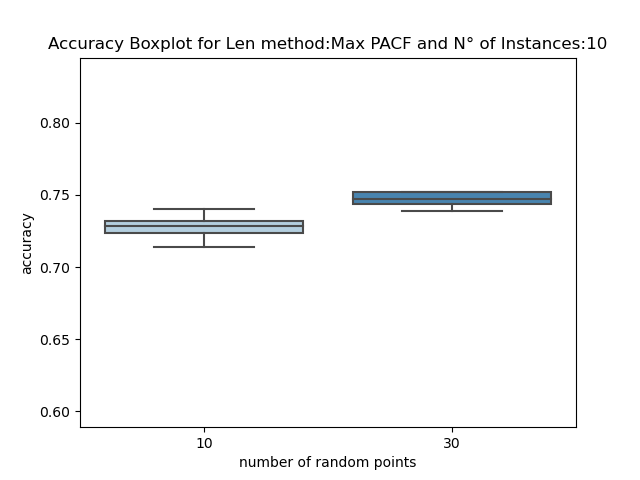 Accuracy Boxplot for Len method:Max PACF and N° of Instances:10
0.80
0.75
0.70
0.65
0.60
accuracy
10
30
number of random points